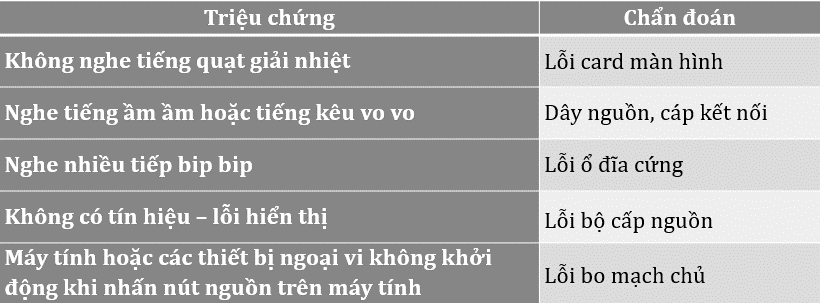 Triệu chứng
Chẩn đoán
Không nghe tiếng quạt giải nhiệt
Lỗi card màn hình
Nghe tiếng ầm ầm hoặc tiếng kêu vo vo
Dây nguồn, cáp kết nối
Nghe nhiều tiếp bip bip
Lỗi ổ đĩa cứng
Không có tín hiệu – lỗi hiển thị
Lỗi bộ cấp nguồn
Máy tính hoặc các thiết bị ngoại vi không khởi
động khi nhấn nút nguồn trên máy tính
Lỗi bo mạch chủ